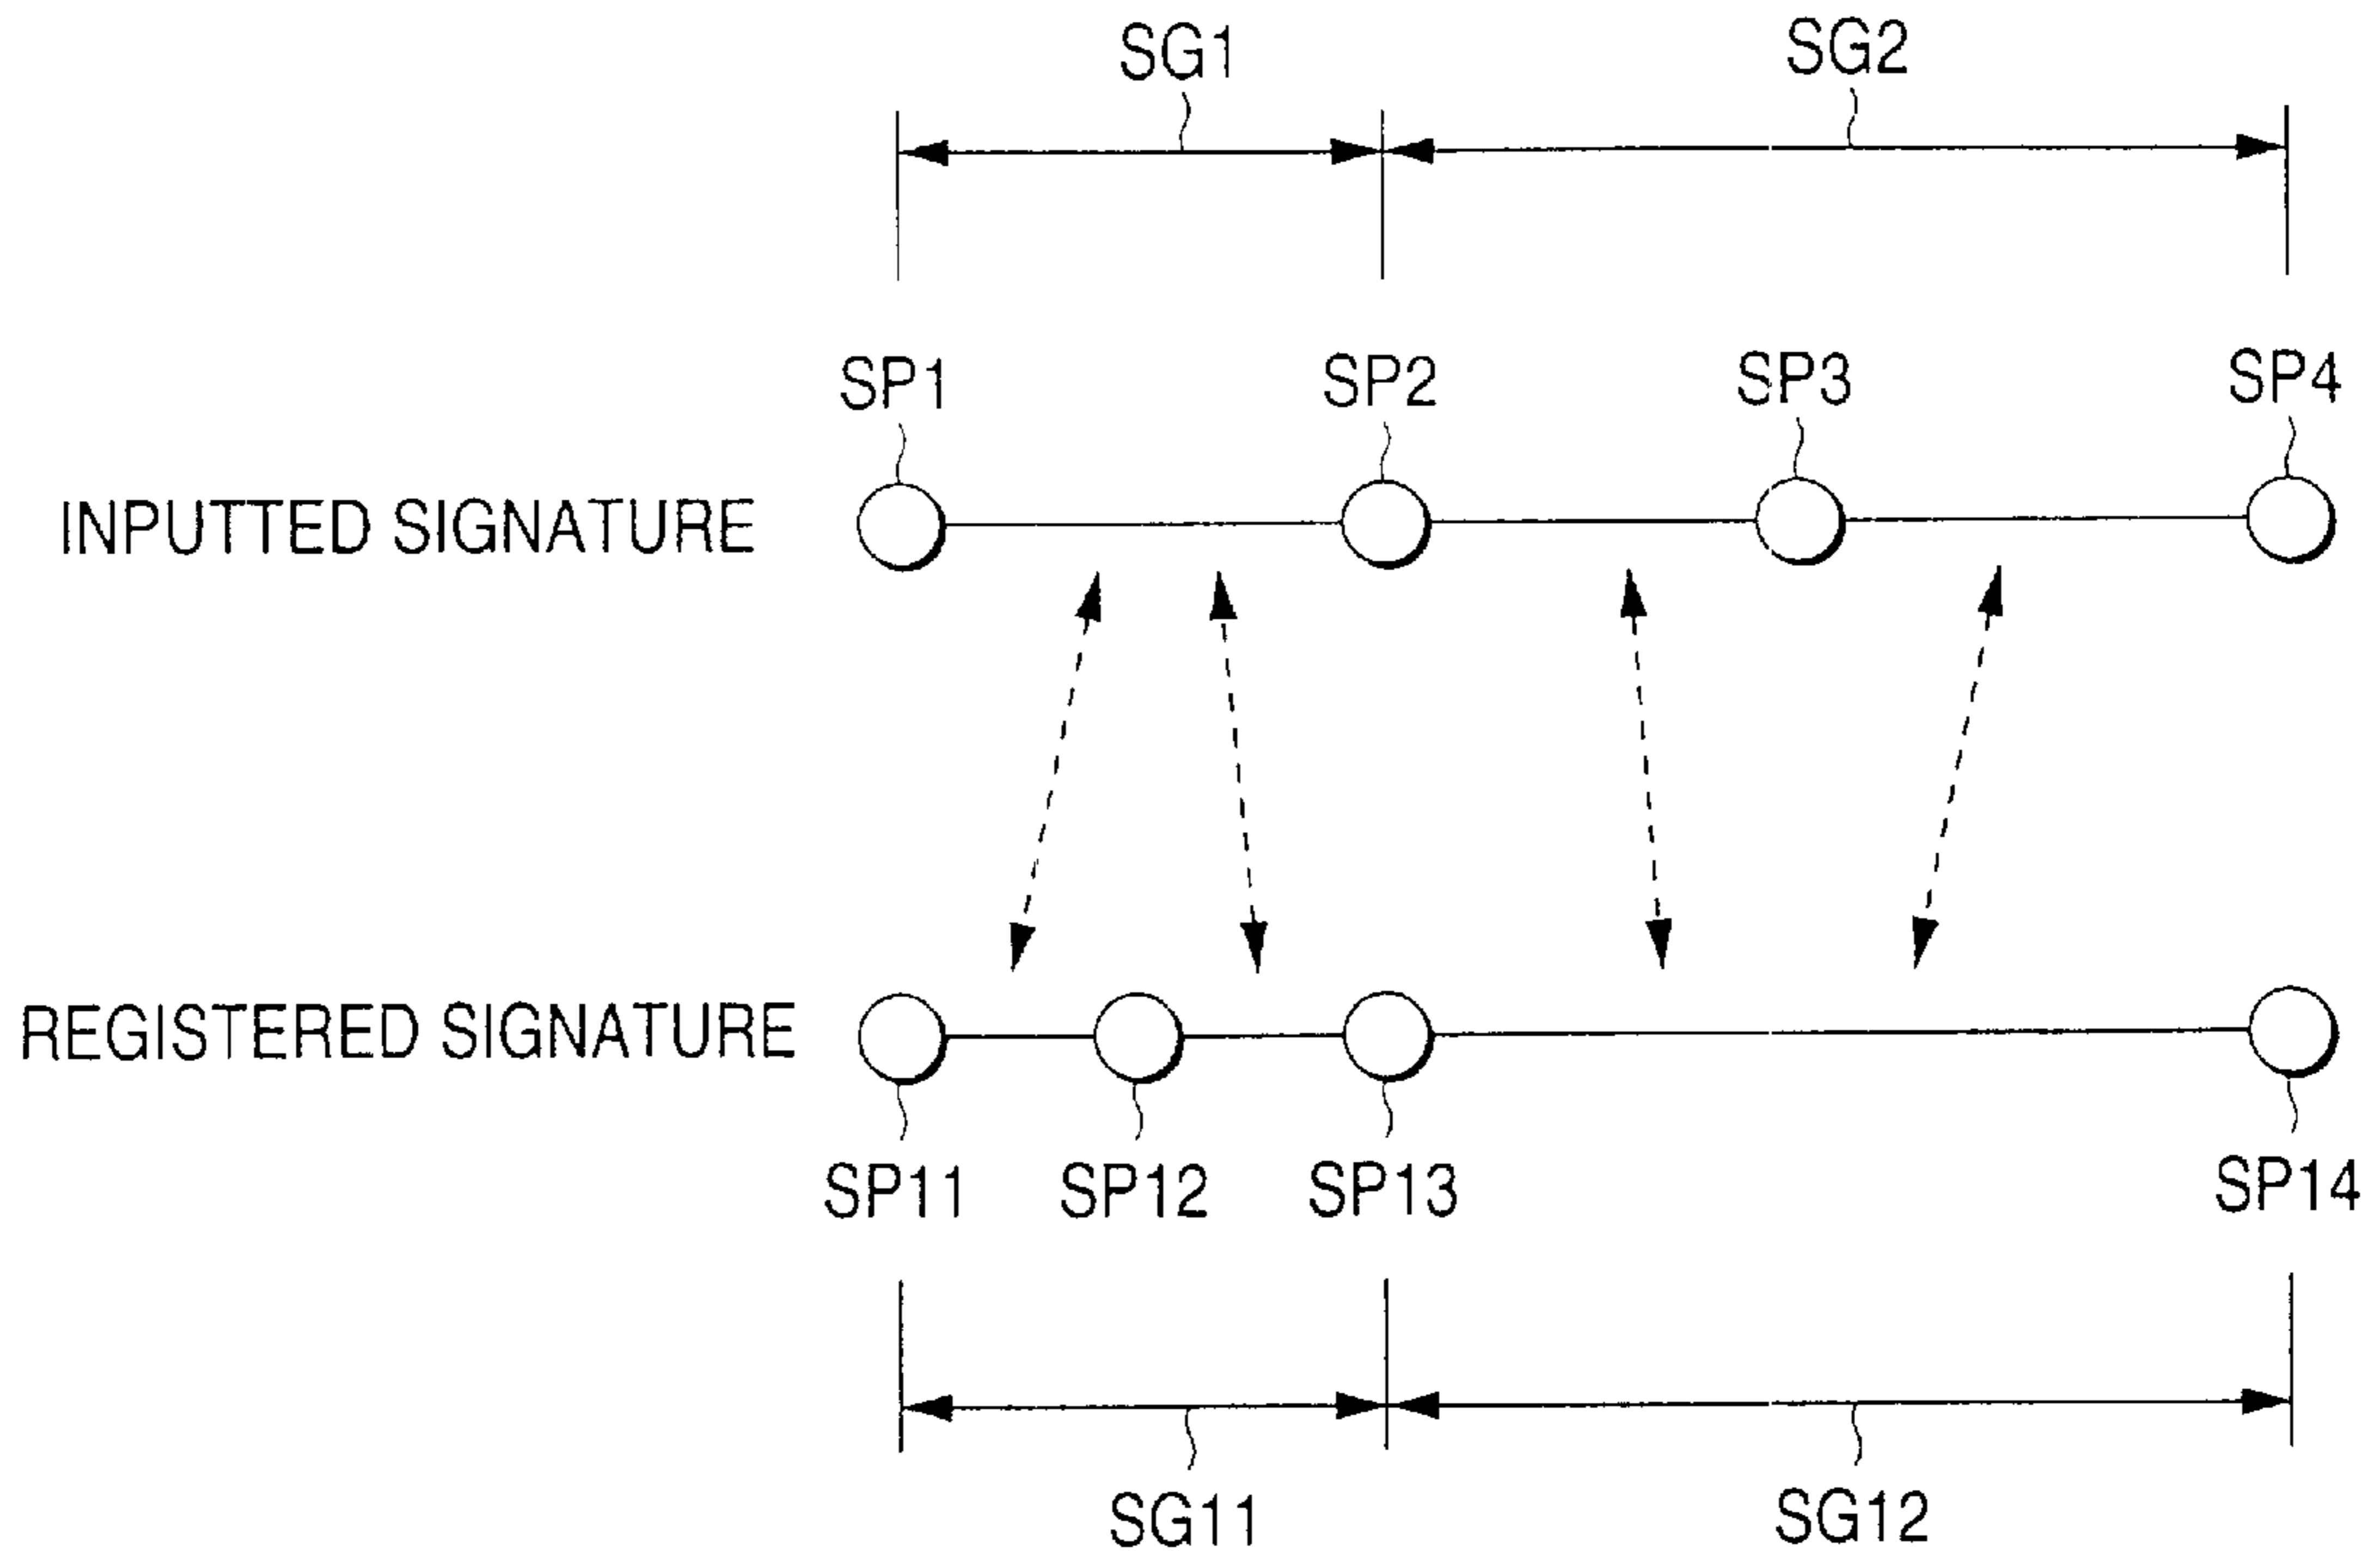 SG1 SG2
SP1 SP2 SP3 SP4
INPUTTED SIGNATURE
REGISTERED SIGNATURE
SP11 SP12 SP13 SP14
SG11 SG12